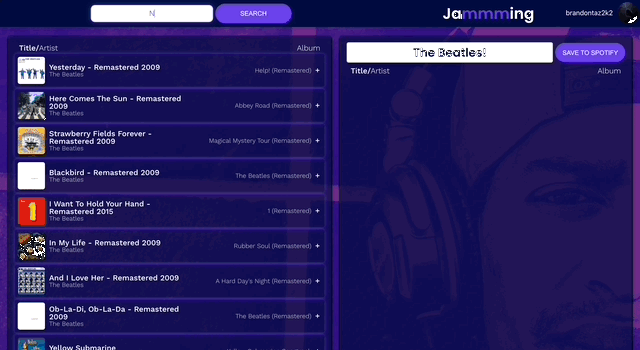 N
SEARCH
Jammming
brandontaz2k2
Title/Artist
Album
Yesterday - Remastered 2009
The Beatles
Help! (Remastered)
+
Here Comes The Sun - Remastered
2009
The Beatles
Abbey Road (Remastered)
+
Strawberry Fields Forever -
Remastered 2009
The Beatles
Magical Mystery Tour (Remastered)
+
Blackbird - Remastered 2009
The Beatles
The Beatles (Remastered)
+
I Want To Hold Your Hand -
Remastered 2015
The Beatles
1 (Remastered)
+
In My Life - Remastered 2009
The Beatles
Rubber Soul (Remastered)
+
And I Love Her - Remastered 2009
The Beatles
A Hard Day's Night (Remastered)
+
Ob-La-Di, Ob-La-Da - Remastered
2009
The Beatles
The Beatles (Remastered)
+
Yellow Submarine
The Beatles!
SAVE TO SPOTIFY
Title/Artist
Album